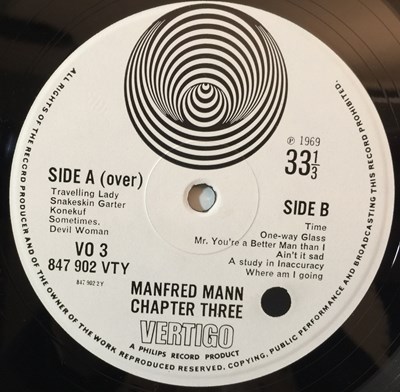 ALL RIGHTS OF THE RECORD PRODUCER AND OF THE OWNER OF THE WORK REPRODUCED RESERVED. COPYING, PUBLIC PERFORMANCE AND BROADCASTING THIS RECORD PROHIBITED.
℗ 1969
33⅓
SIDE A (over)
Travelling Lady
Snakeskin Garter
Konekuf
Sometimes.
Devil Woman
VO 3
847 902 VTY
847 902 2Y
SIDE B
Time
One-way Glass
Mr. You're a Better Man than I
Ain't it sad
A study in Inaccuracy
Where am I going
MANFRED MANN
CHAPTER THREE
VERTIGO
A PHILIPS RECORD PRODUCT